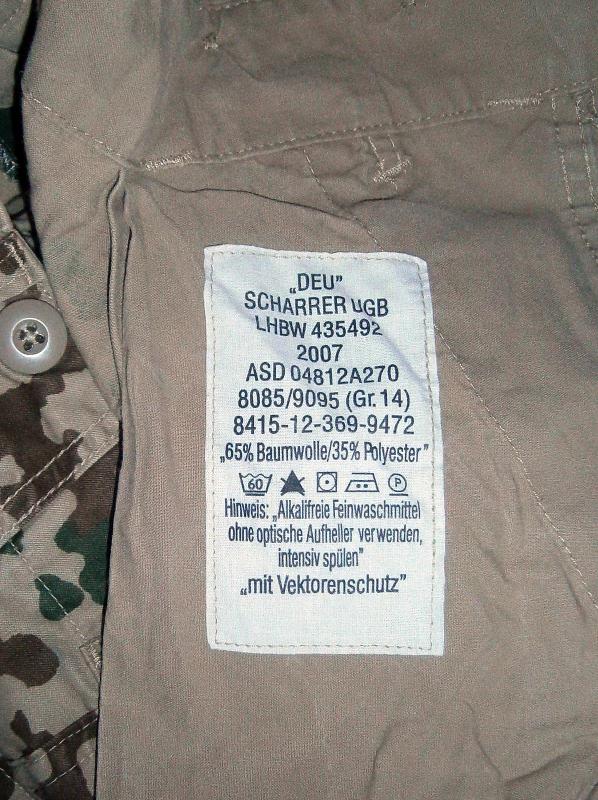 „DEU”
SCHARRER UGB
LHBW 435492
2007
ASD 04812A270
8085/9095 (Gr.14)
8415-12-369-9472
„65% Baumwolle/35% Polyester”
60 P
Hinweis: „Alkalifreie Feinwaschmittel
ohne optische Aufheller verwenden,
intensiv spülen”
„mit Vektorenschutz”